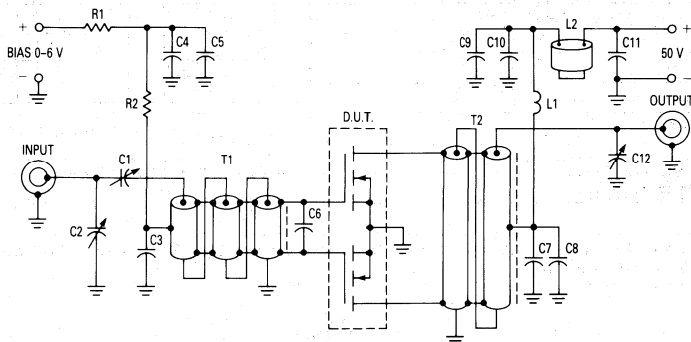 + R1
BIAS 0–6 V
–
C4
C5
R2
D.U.T.
C9
C10
L2
C11
+
50 V
–
L1
OUTPUT
INPUT
C1
C2
C3
T1
C6
T2
C7
C8
C12